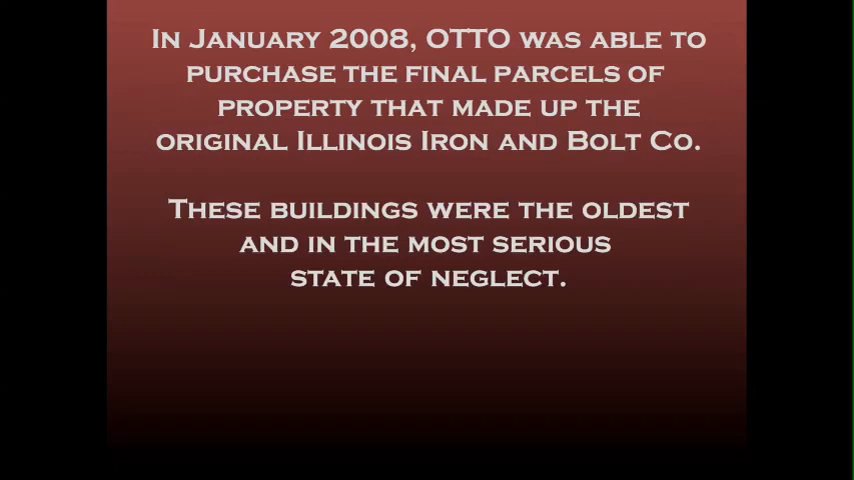 In January 2008, OTTO was able to
purchase the final parcels of
property that made up the
original Illinois Iron and Bolt Co.
These buildings were the oldest
and in the most serious
state of neglect.